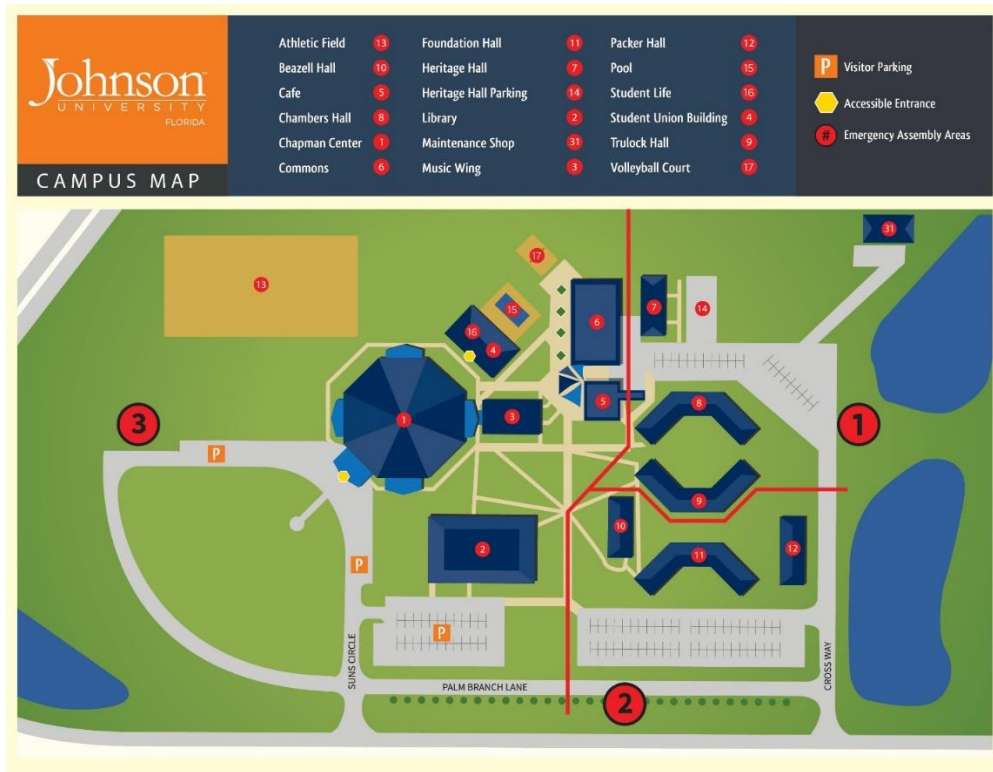 Johnson
UNIVERSITY
FLORIDA
CAMPUS MAP
Athletic Field 13
Beazell Hall 10
Cafe 5
Chambers Hall 8
Chapman Center 1
Commons 6
Foundation Hall 11
Heritage Hall 7
Heritage Hall Parking 14
Library 2
Maintenance Shop 31
Music Wing 3
Packer Hall 12
Pool 15
Student Life 16
Student Union Building 4
Trulock Hall 9
Volleyball Court 17
P Visitor Parking
Accessible Entrance
# Emergency Assembly Areas
31
17
13
15
7
14
16
6
4
5
8
1
3
3
1
P
9
10
2
11
12
P
P
SUNS CIRCLE
CROSS WAY
PALM BRANCH LANE
2